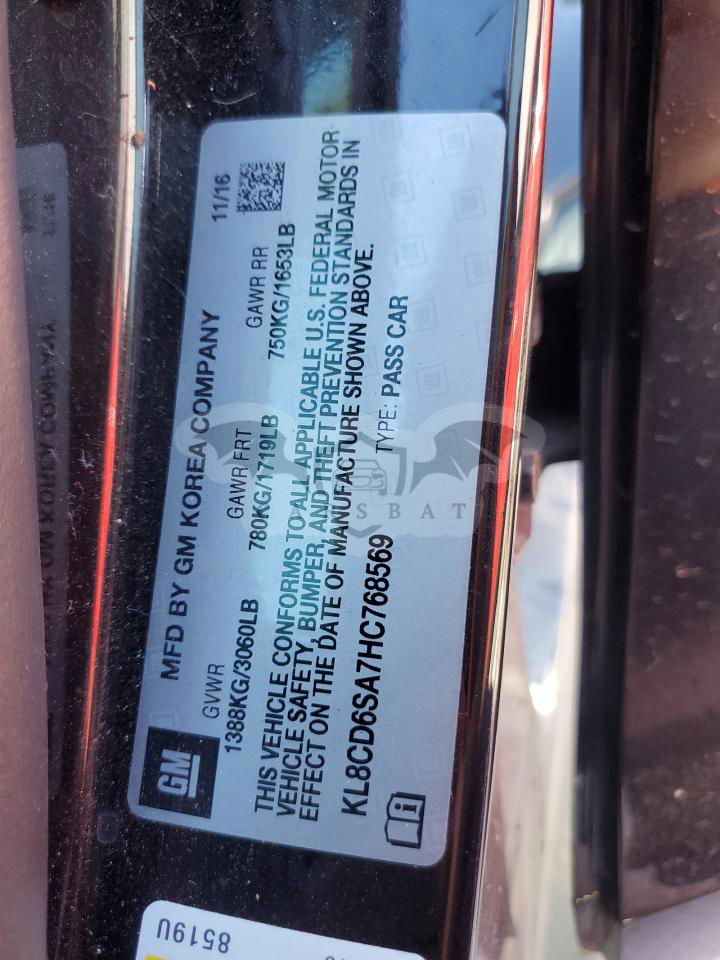 MFD BY GM KOREA COMPANY
11/16
GM
GVWR GAWR FRT GAWR RR
1388KG/3060LB 780KG/1719LB 750KG/1653LB
THIS VEHICLE CONFORMS TO ALL APPLICABLE U.S. FEDERAL MOTOR
VEHICLE SAFETY, BUMPER, AND THEFT PREVENTION STANDARDS IN
EFFECT ON THE DATE OF MANUFACTURE SHOWN ABOVE.
KL8CD6SA7HC768569 TYPE: PASS CAR
8519U